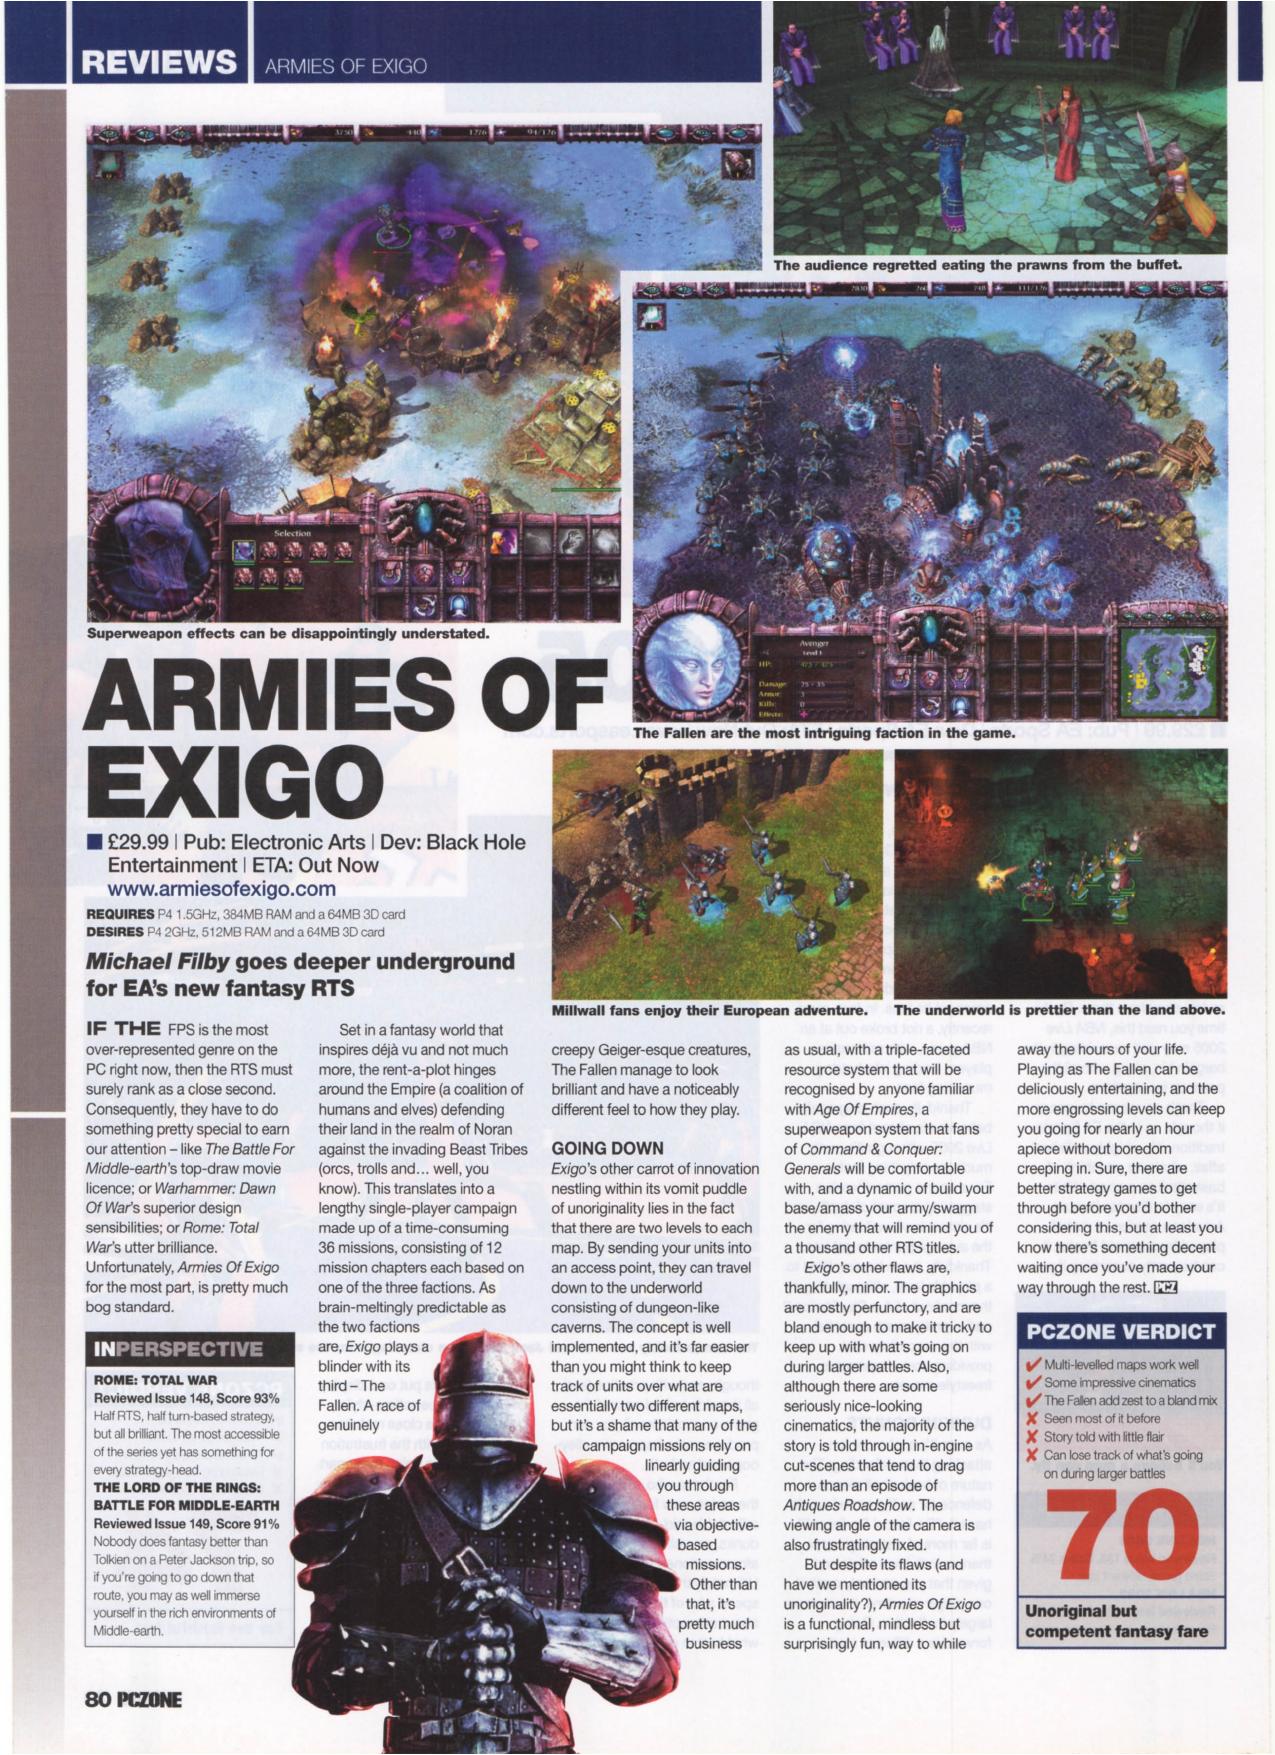 REVIEWS
ARMIES OF EXIGO
The audience regretted eating the prawns from the buffet.
3750 440 1276 94/176
Selection
Superweapon effects can be disappointingly understated.
Avenger
Level 1
HP:
Damage: 25 - 35
Armor: 3
Kills: 0
Effects:
The Fallen are the most intriguing faction in the game.
ARMIES OF
EXIGO
£29.99 | Pub: Electronic Arts | Dev: Black Hole
Entertainment | ETA: Out Now
www.armiesofexigo.com
REQUIRES P4 1.5GHz, 384MB RAM and a 64MB 3D card
DESIRES P4 2GHz, 512MB RAM and a 64MB 3D card
Michael Filby goes deeper underground
for EA's new fantasy RTS
Millwall fans enjoy their European adventure.
The underworld is prettier than the land above.
IF THE FPS is the most
over-represented genre on the
PC right now, then the RTS must
surely rank as a close second.
Consequently, they have to do
something pretty special to earn
our attention – like The Battle For
Middle-earth's top-draw movie
licence; or Warhammer: Dawn
Of War's superior design
sensibilities; or Rome: Total
War's utter brilliance.
Unfortunately, Armies Of Exigo
for the most part, is pretty much
bog standard.
Set in a fantasy world that
inspires déjà vu and not much
more, the rent-a-plot hinges
around the Empire (a coalition of
humans and elves) defending
their land in the realm of Noran
against the invading Beast Tribes
(orcs, trolls and... well, you
know). This translates into a
lengthy single-player campaign
made up of a time-consuming
36 missions, consisting of 12
mission chapters each based on
one of the three factions. As
brain-meltingly predictable as
the two factions
are, Exigo plays a
blinder with its
third – The
Fallen. A race of
genuinely
creepy Geiger-esque creatures,
The Fallen manage to look
brilliant and have a noticeably
different feel to how they play.
GOING DOWN
Exigo's other carrot of innovation
nestling within its vomit puddle
of unoriginality lies in the fact
that there are two levels to each
map. By sending your units into
an access point, they can travel
down to the underworld
consisting of dungeon-like
caverns. The concept is well
implemented, and it's far easier
than you might think to keep
track of units over what are
essentially two different maps,
but it's a shame that many of the
campaign missions rely on
linearly guiding
you through
these areas
via objective-
based
missions.
Other than
that, it's
pretty much
business
as usual, with a triple-faceted
resource system that will be
recognised by anyone familiar
with Age Of Empires, a
superweapon system that fans
of Command & Conquer:
Generals will be comfortable
with, and a dynamic of build your
base/amass your army/swarm
the enemy that will remind you of
a thousand other RTS titles.
Exigo's other flaws are,
thankfully, minor. The graphics
are mostly perfunctory, and are
bland enough to make it tricky to
keep up with what's going on
during larger battles. Also,
although there are some
seriously nice-looking
cinematics, the majority of the
story is told through in-engine
cut-scenes that tend to drag
more than an episode of
Antiques Roadshow. The
viewing angle of the camera is
also frustratingly fixed.
But despite its flaws (and
have we mentioned its
unoriginality?), Armies Of Exigo
is a functional, mindless but
surprisingly fun, way to while
away the hours of your life.
Playing as The Fallen can be
deliciously entertaining, and the
more engrossing levels can keep
you going for nearly an hour
apiece without boredom
creeping in. Sure, there are
better strategy games to get
through before you'd bother
considering this, but at least you
know there's something decent
waiting once you've made your
way through the rest. PCZ
INPERSPECTIVE
ROME: TOTAL WAR
Reviewed Issue 148, Score 93%
Half RTS, half turn-based strategy,
but all brilliant. The most accessible
of the series yet has something for
every strategy-head.
THE LORD OF THE RINGS:
BATTLE FOR MIDDLE-EARTH
Reviewed Issue 149, Score 91%
Nobody does fantasy better than
Tolkien on a Peter Jackson trip, so
if you're going to go down that
route, you may as well immerse
yourself in the rich environments of
Middle-earth.
PCZONE VERDICT
✓ Multi-levelled maps work well
✓ Some impressive cinematics
✓ The Fallen add zest to a bland mix
✗ Seen most of it before
✗ Story told with little flair
✗ Can lose track of what's going
on during larger battles
70
Unoriginal but
competent fantasy fare
80 PCZONE